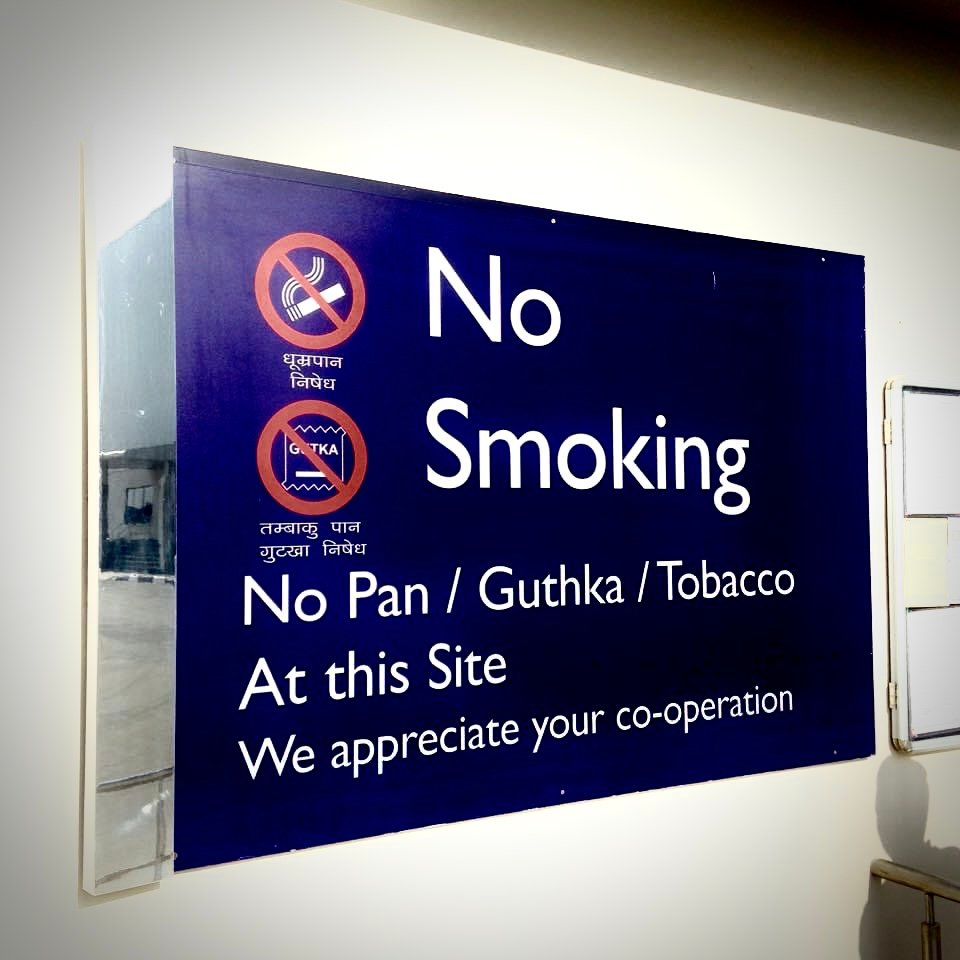 No
Smoking
धूम्रपान
निषेध
GUTKA
तम्बाकु पान
गुटखा निषेध
No Pan / Guthka / Tobacco
At this Site
We appreciate your co-operation